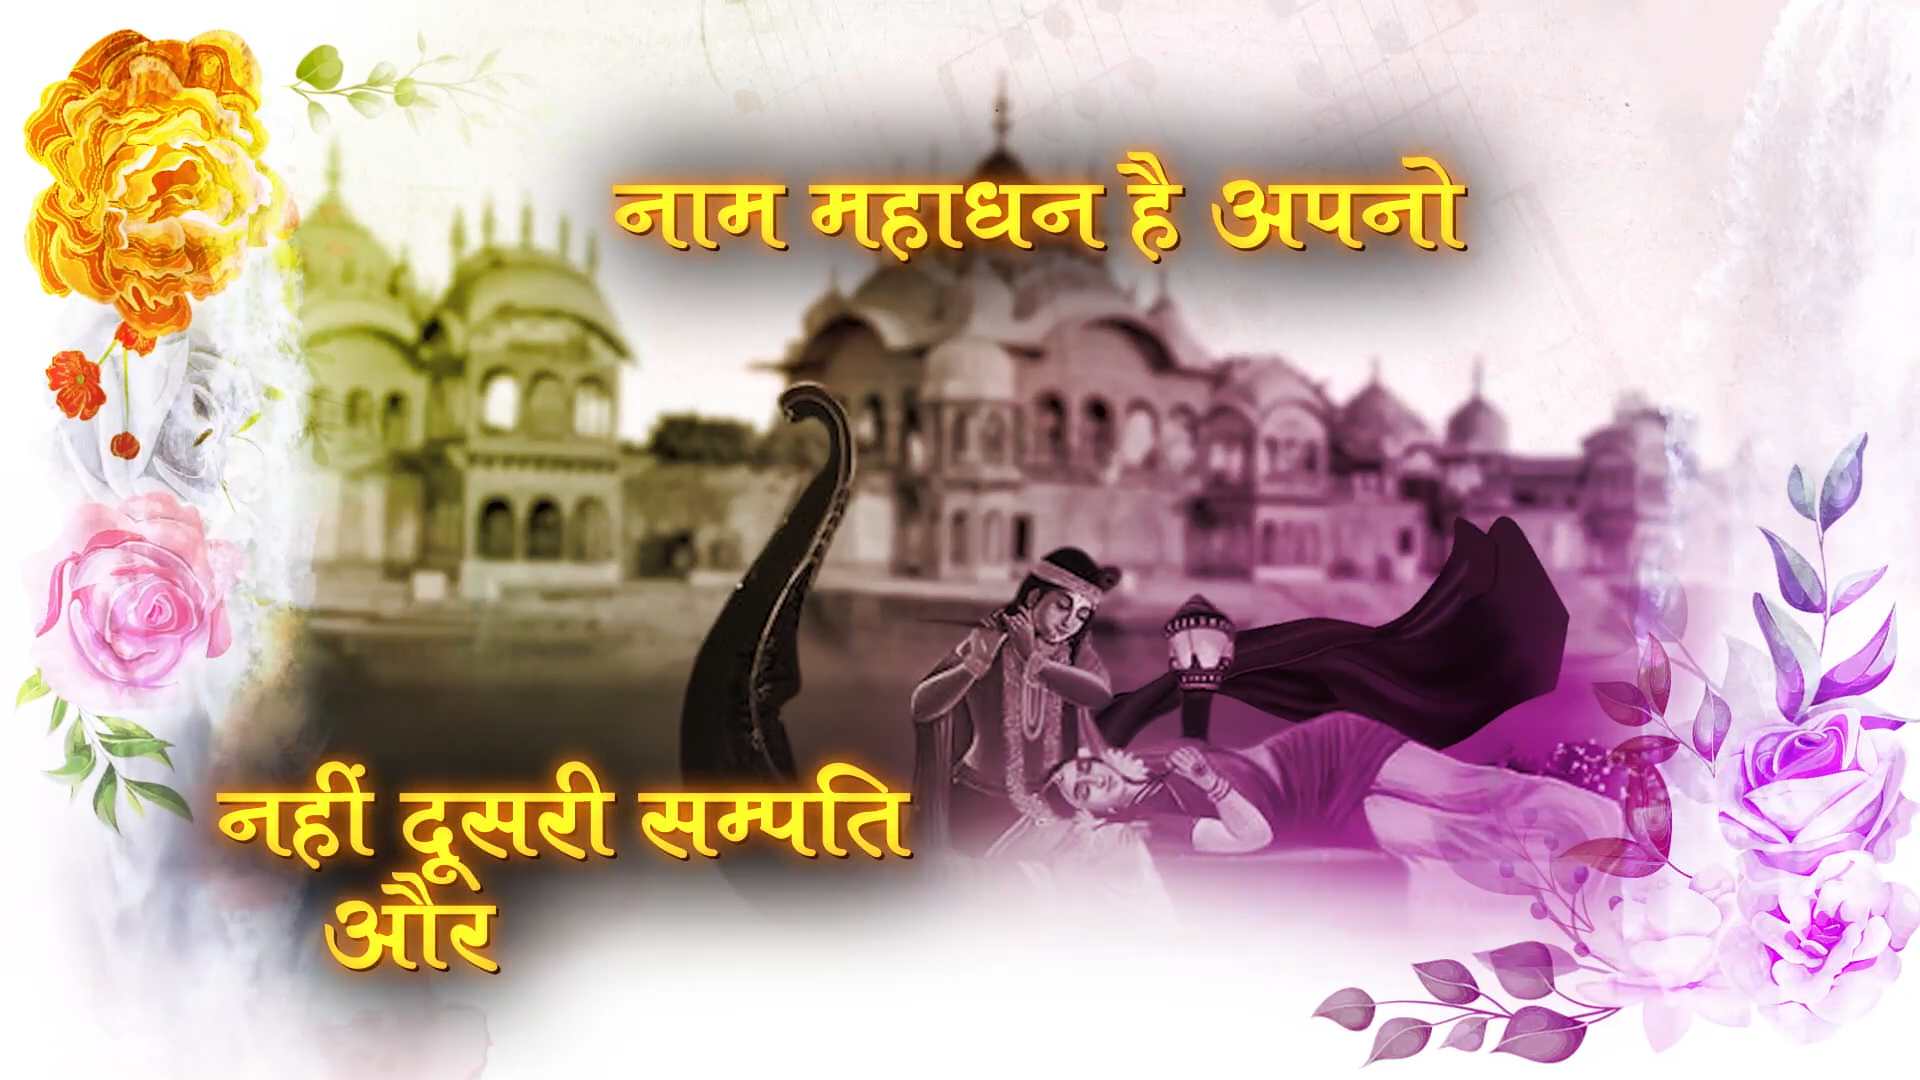 नाम महाधन है अपनो
नहीं दूसरी सम्पति
और